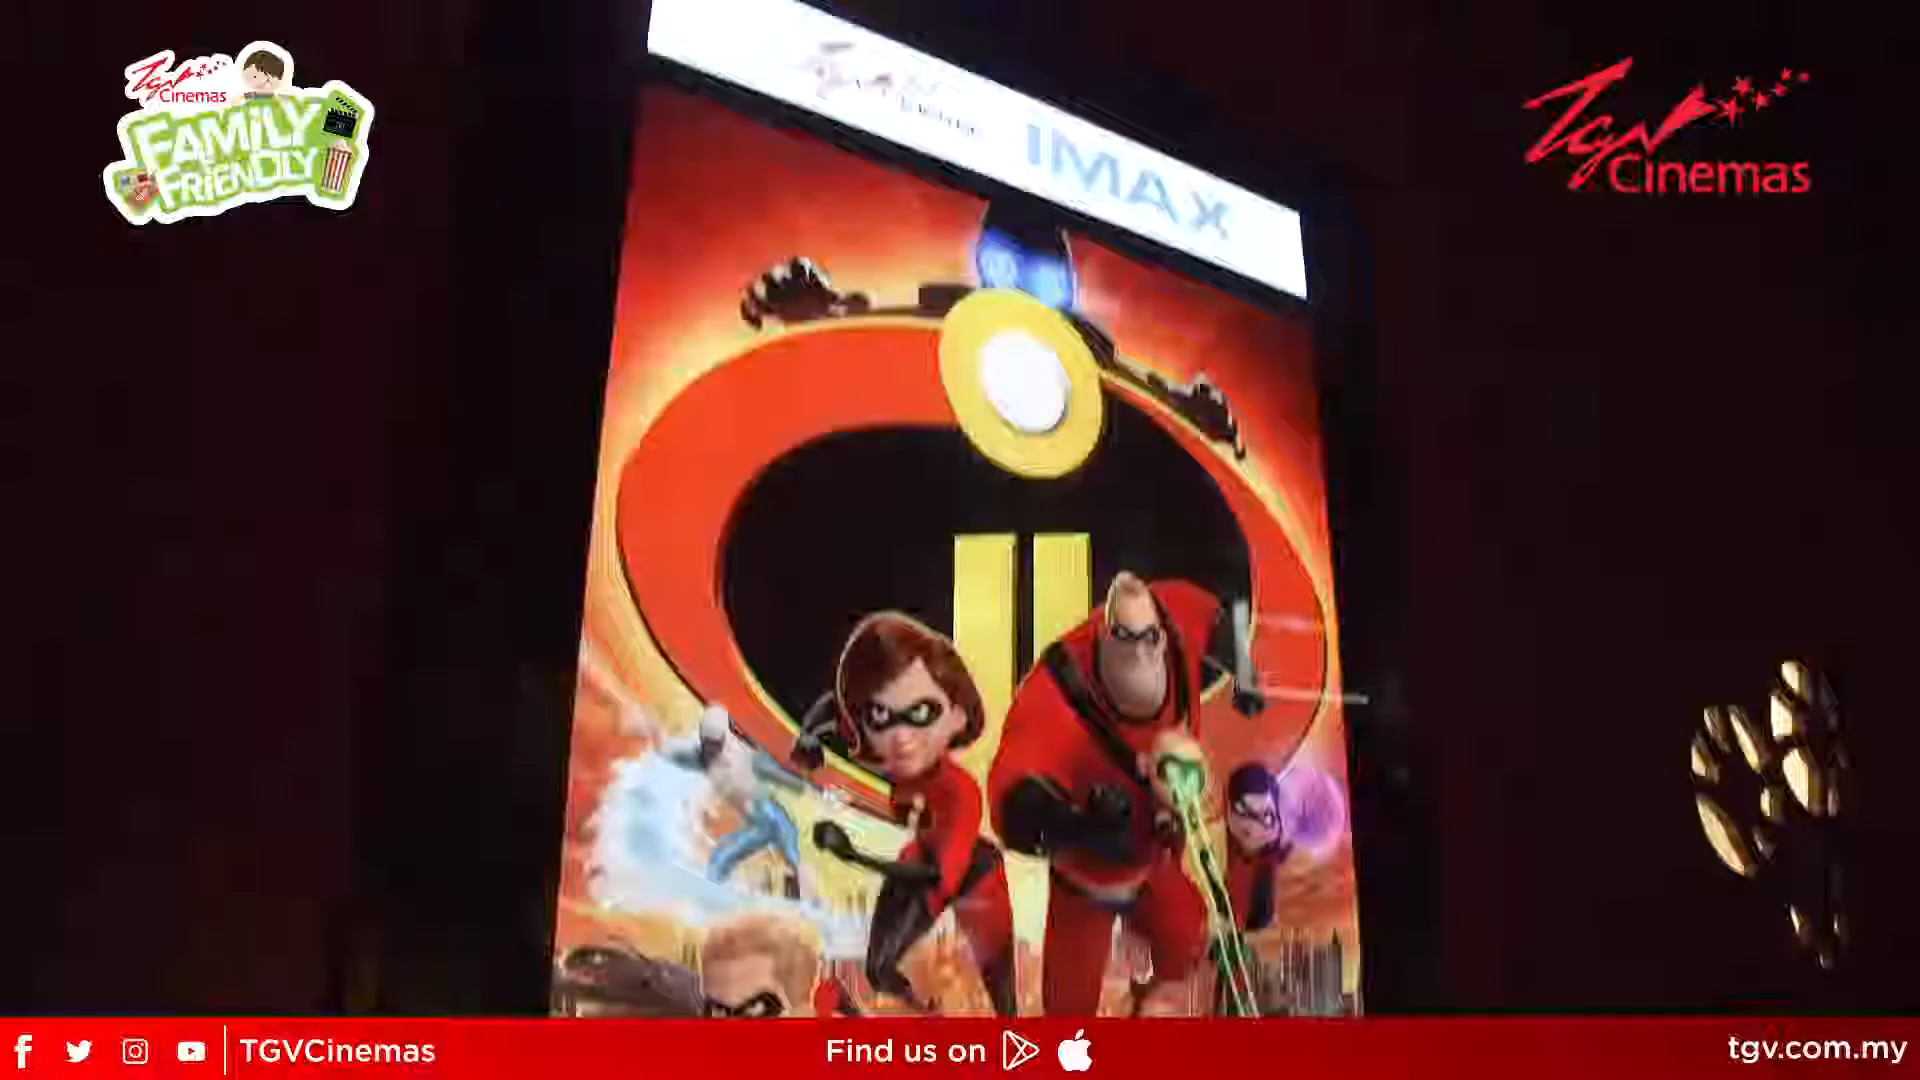 TGV
Cinemas
FAMILY
FRIENDLY
TGV
Cinemas
IMAX
TGVCinemas
Find us on
tgv.com.my